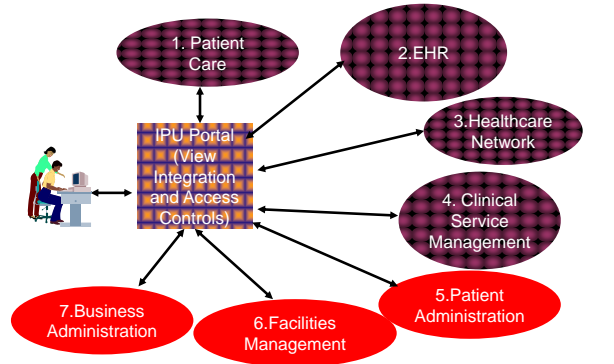 1. Patient
Care
2.EHR
3.Healthcare
Network
IPU Portal
(View
Integration
and Access
Controls)
4. Clinical
Service
Management
5.Patient
Administration
6.Facilities
Management
7.Business
Administration